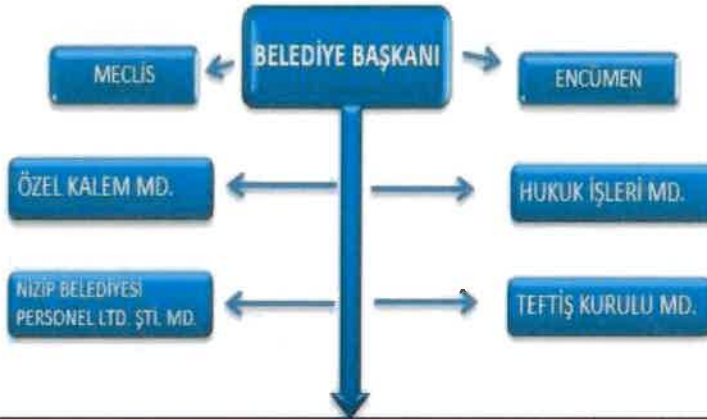 BELEDİYE BAŞKANI
MECLİS
ENCÜMEN
ÖZEL KALEM MD.
HUKUK İŞLERİ MD.
NİZİP BELEDİYESİ
PERSONEL LTD. ŞTİ. MD.
TEFTİŞ KURULU MD.